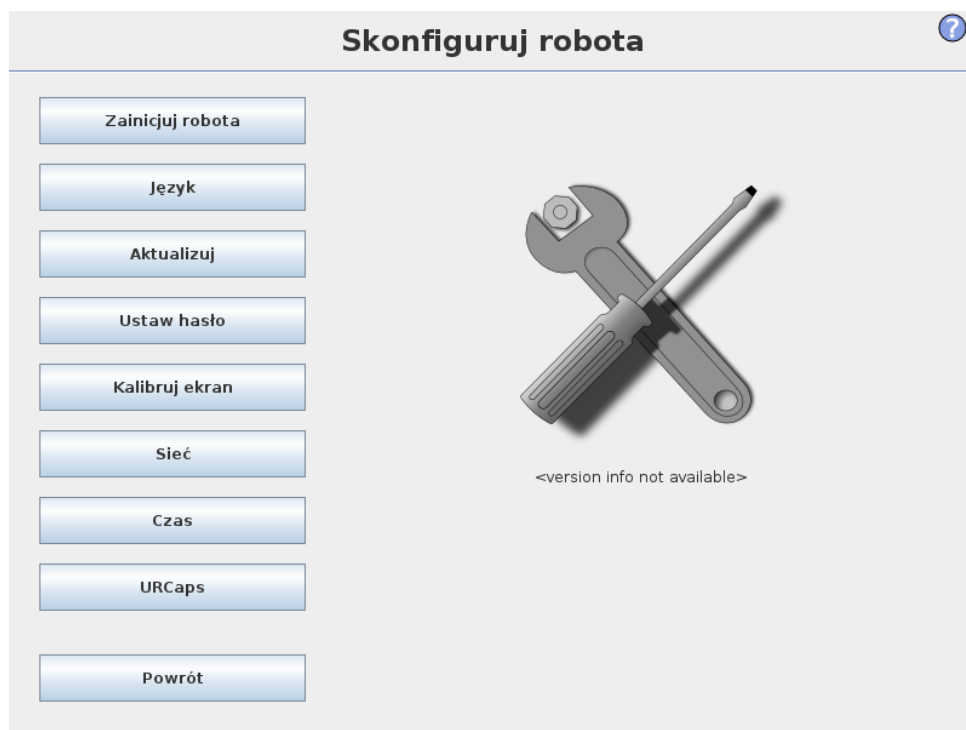 Skonfiguruj robota
?
Zainicjuj robota
Język
Aktualizuj
Ustaw hasło
Kalibruj ekran
Sieć
Czas
URCaps
Powrót
<version info not available>